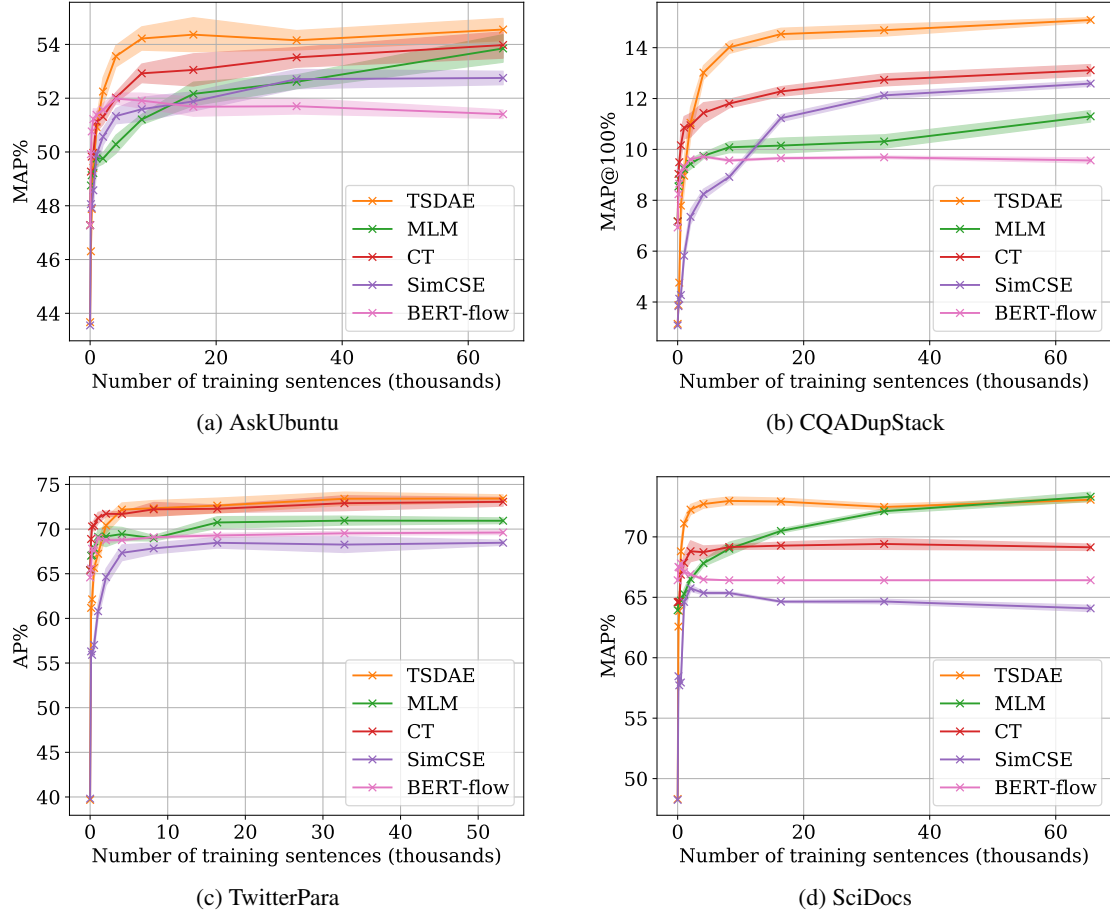 54
52
50
48
46
44
MAP%
TSDAE
MLM
CT
SimCSE
BERT-flow
0 20 40 60
Number of training sentences (thousands)
(a) AskUbuntu
14
12
10
8
6
4
MAP@100%
TSDAE
MLM
CT
SimCSE
BERT-flow
0 20 40 60
Number of training sentences (thousands)
(b) CQADupStack
75
70
65
60
55
50
45
40
AP%
TSDAE
MLM
CT
SimCSE
BERT-flow
0 10 20 30 40 50
Number of training sentences (thousands)
(c) TwitterPara
70
65
60
55
50
MAP%
TSDAE
MLM
CT
SimCSE
BERT-flow
0 20 40 60
Number of training sentences (thousands)
(d) SciDocs